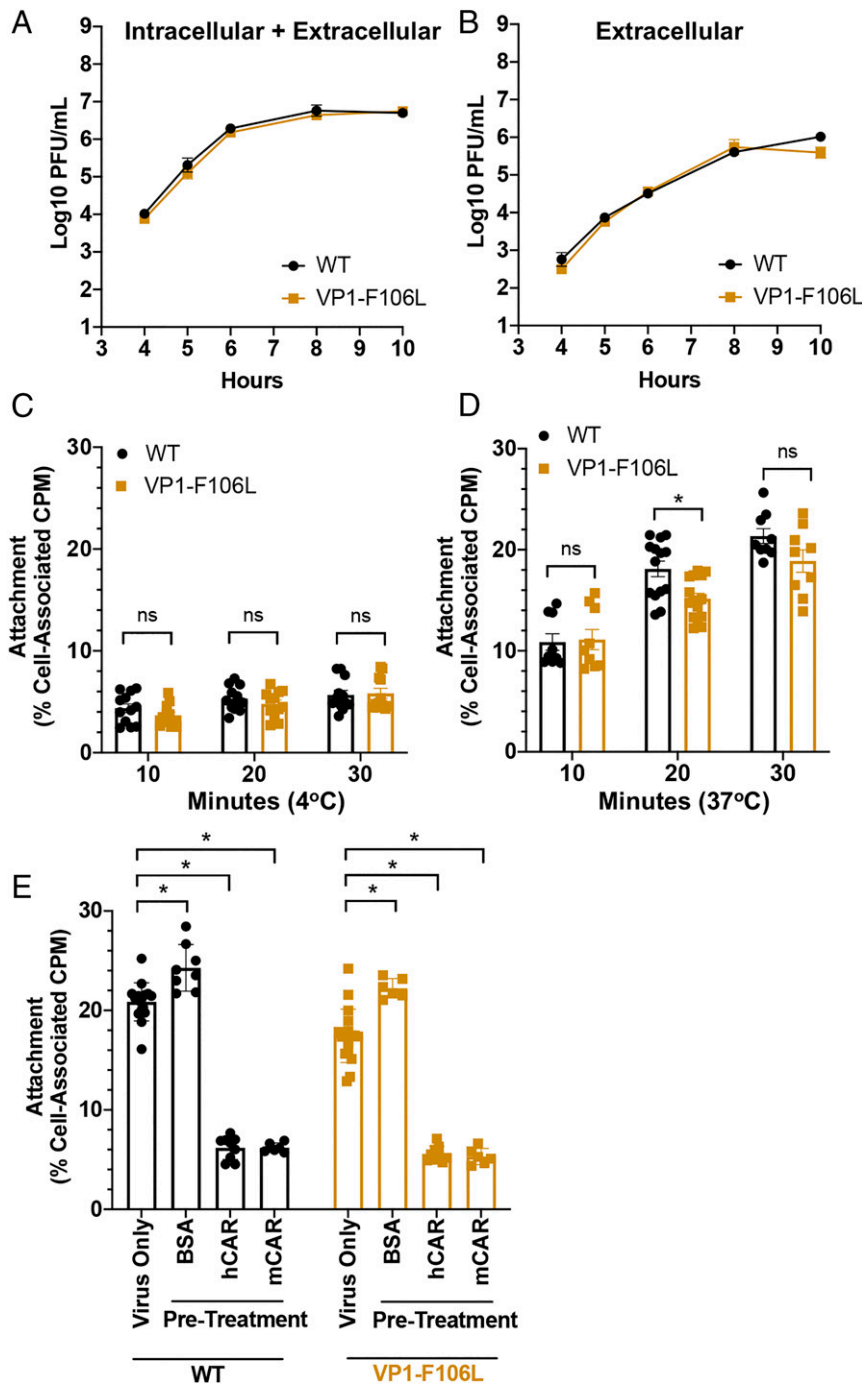 A
Intracellular + Extracellular
Log10 PFU/mL
9
8
7
6
5
4
3
2
1
WT
VP1-F106L
3 4 5 6 7 8 9 10
Hours
B
Extracellular
Log10 PFU/mL
9
8
7
6
5
4
3
2
1
WT
VP1-F106L
3 4 5 6 7 8 9 10
Hours
C
Attachment
(% Cell-Associated CPM)
30
20
10
0
WT
VP1-F106L
ns
ns
ns
10 20 30
Minutes (4ºC)
D
Attachment
(% Cell-Associated CPM)
30
20
10
0
WT
VP1-F106L
ns
*
ns
10 20 30
Minutes (37ºC)
E
Attachment
(% Cell-Associated CPM)
30
20
10
0
*
*
*
*
*
*
Virus Only
BSA
hCAR
mCAR
Virus Only
BSA
hCAR
mCAR
Pre-Treatment
Pre-Treatment
WT
VP1-F106L